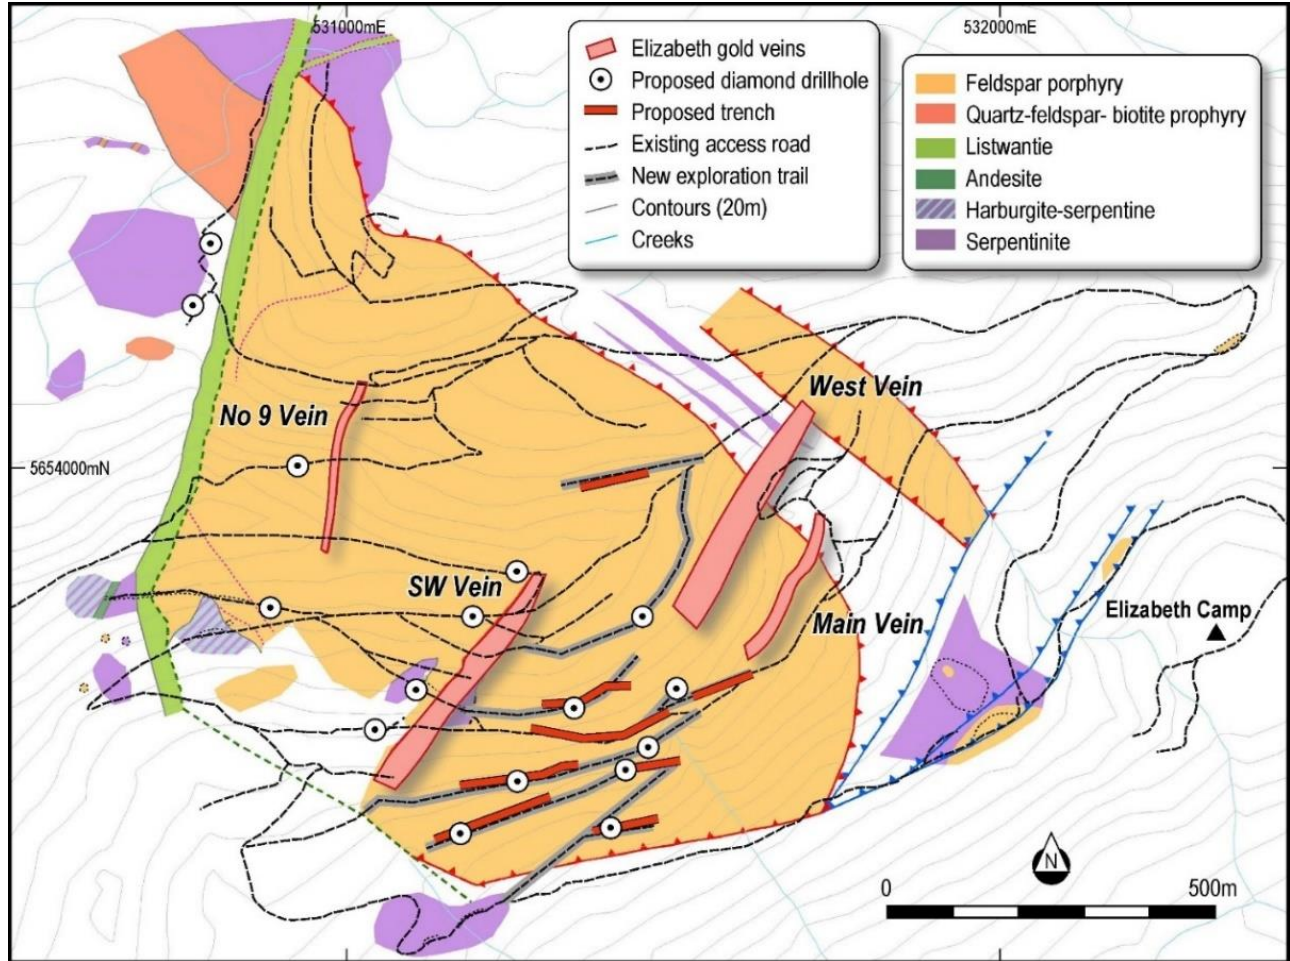 531000mE
532000mE
Elizabeth gold veins
Proposed diamond drillhole
Proposed trench
Existing access road
New exploration trail
Contours (20m)
Creeks
Feldspar porphyry
Quartz-feldspar- biotite prophyry
Listwantie
Andesite
Harburgite-serpentine
Serpentinite
West Vein
No 9 Vein
5654000mN
SW Vein
Main Vein
Elizabeth Camp
N
0 500m